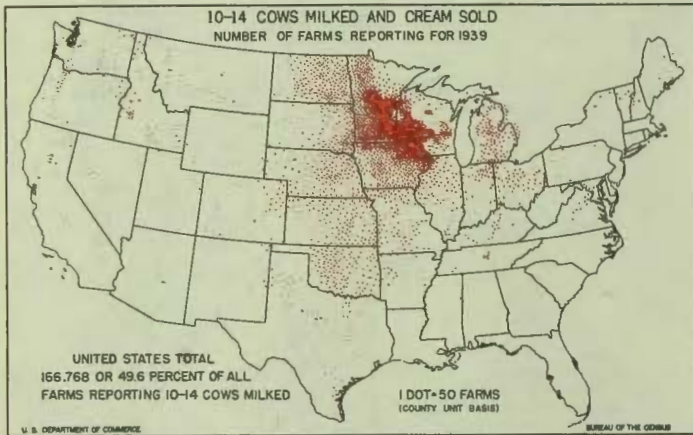 10-14 COWS MILKED AND CREAM SOLD
NUMBER OF FARMS REPORTING FOR 1939
UNITED STATES TOTAL
166.768 OR 49.6 PERCENT OF ALL
FARMS REPORTING 10-14 COWS MILKED
1 DOT=50 FARMS
(COUNTY UNIT BASIS)
U. S. DEPARTMENT OF COMMERCE
BUREAU OF THE CENSUS